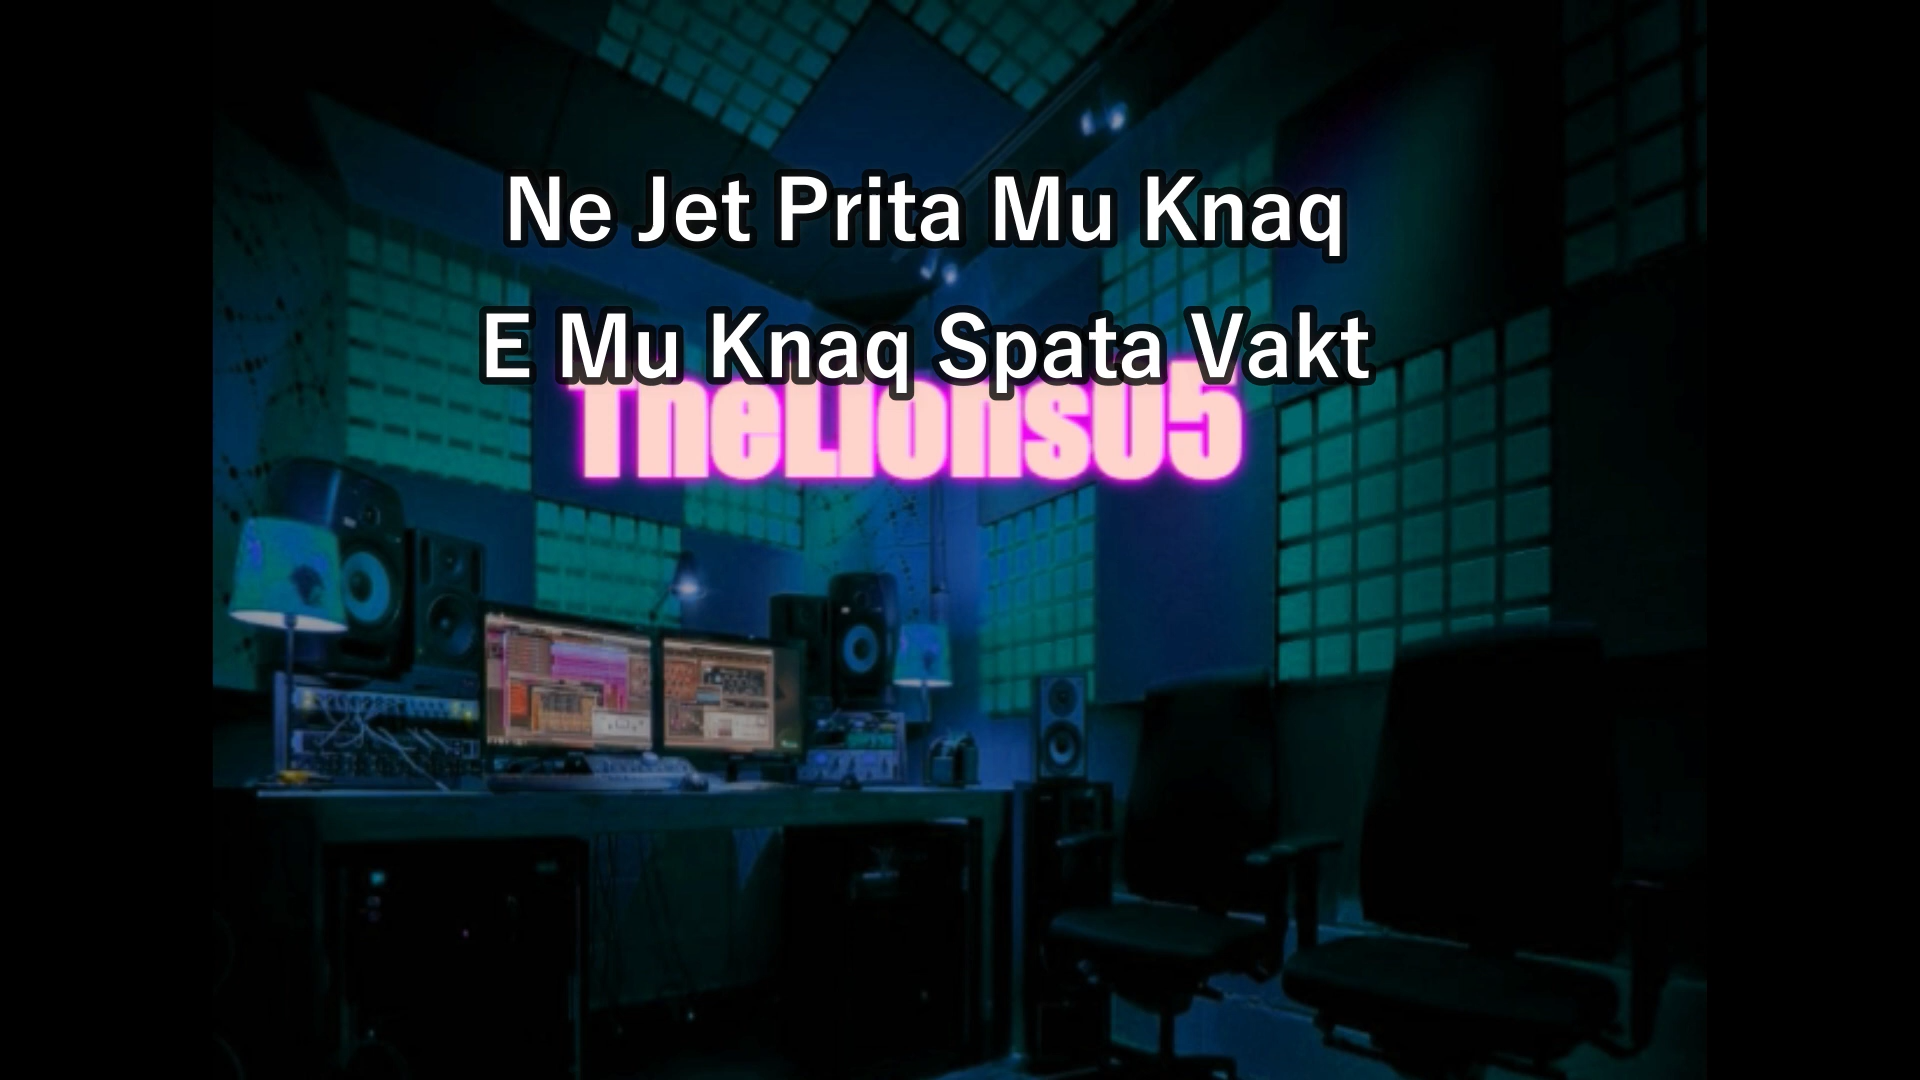 Ne Jet Prita Mu Knaq
E Mu Knaq Spata Vakt
TheLions05